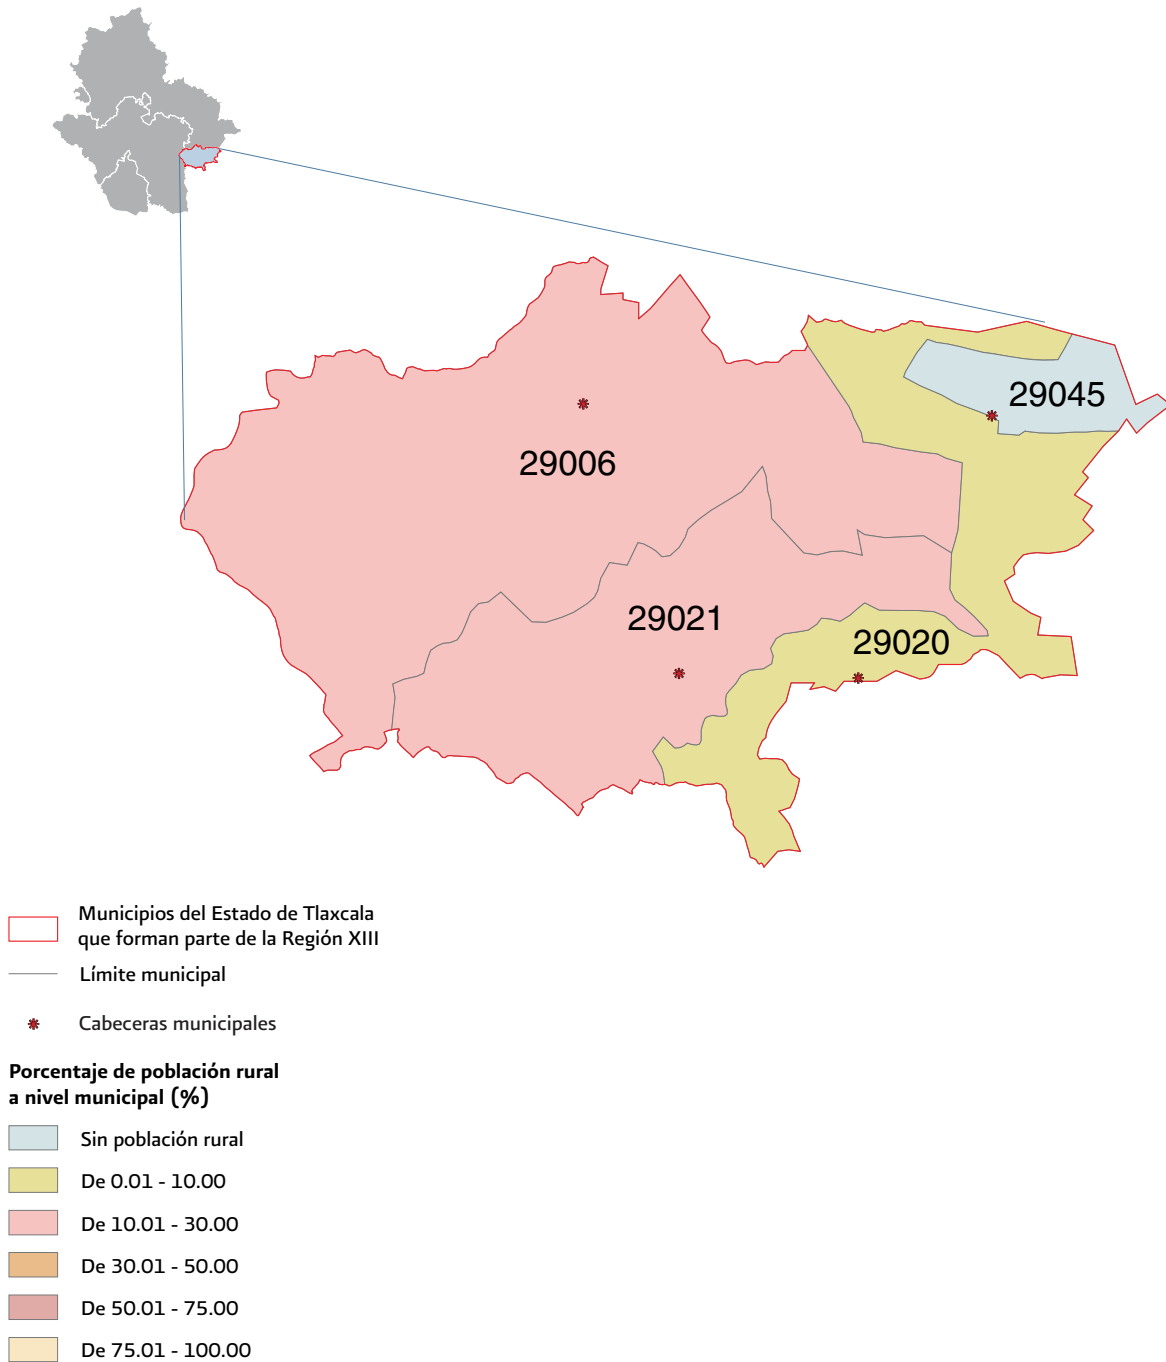 29045
29006
29021
29020
Municipios del Estado de Tlaxcala
que forman parte de la Región XIII
Límite municipal
Cabeceras municipales
Porcentaje de población rural
a nivel municipal (%)
Sin población rural
De 0.01 - 10.00
De 10.01 - 30.00
De 30.01 - 50.00
De 50.01 - 75.00
De 75.01 - 100.00